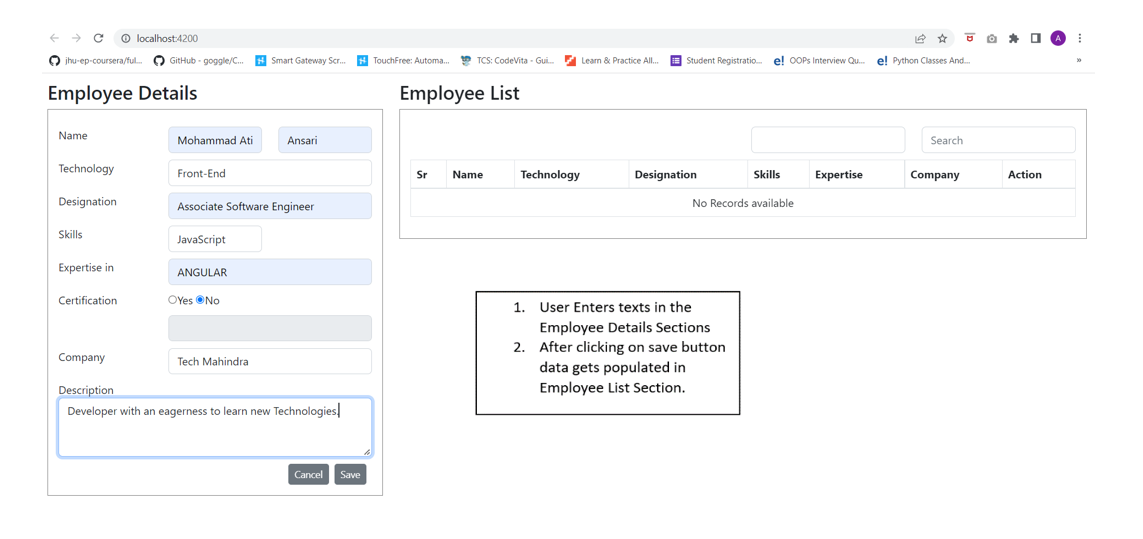 localhost:4200
A
jhu-ep-coursera/ful...
GitHub - goggle/C...
Smart Gateway Scr...
TouchFree: Automa...
TCS: CodeVita - Gui...
Learn & Practice All...
Student Registratio...
e! OOPs Interview Qu...
e! Python Classes And...
»
Employee Details
Name
Mohammad Ati
Ansari
Technology
Front-End
Designation
Associate Software Engineer
Skills
JavaScript
Expertise in
ANGULAR
Certification
Yes No
Company
Tech Mahindra
Description
Developer with an eagerness to learn new Technologies.
Cancel
Save
Employee List
Search
Sr Name Technology Designation Skills Expertise Company Action
No Records available
1. User Enters texts in the
Employee Details Sections
2. After clicking on save button
data gets populated in
Employee List Section.